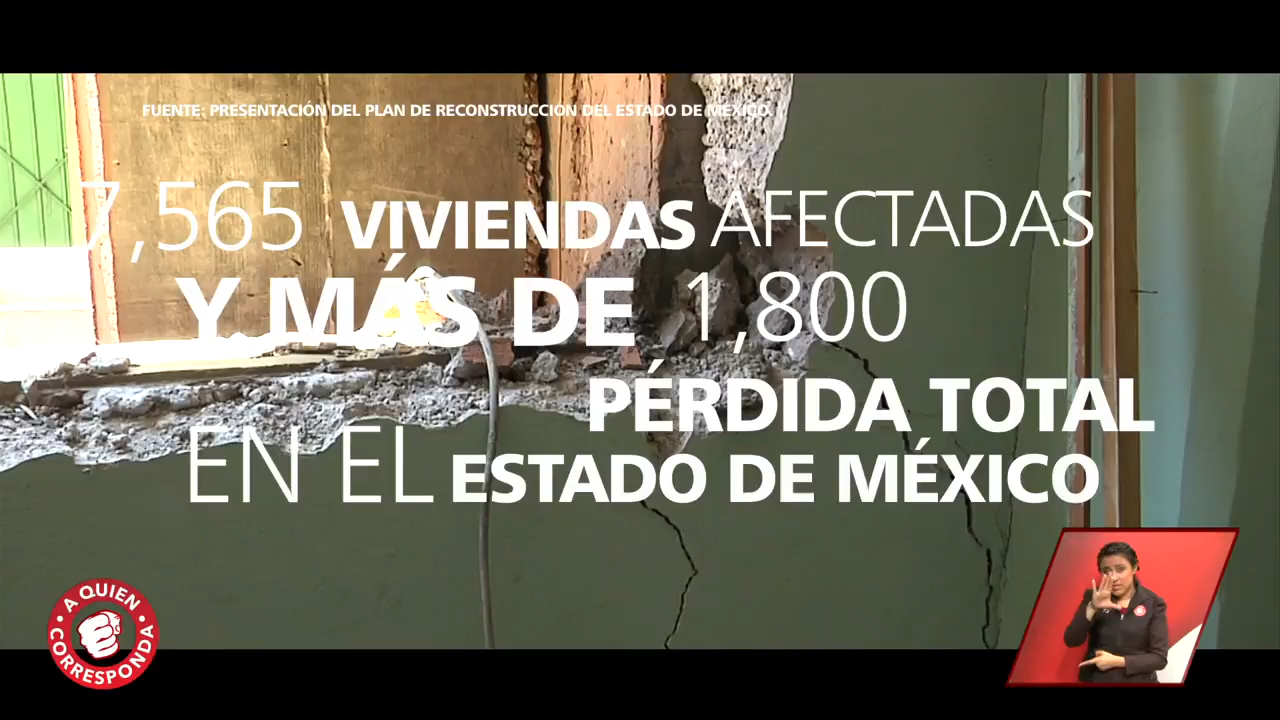 FUENTE: PRESENTACIÓN DEL PLAN DE RECONSTRUCCIÓN DEL ESTADO DE MÉXICO
7,565 VIVIENDAS AFECTADAS
Y MÁS DE 1,800
PÉRDIDA TOTAL
EN EL ESTADO DE MÉXICO
A QUIEN
CORRESPONDA